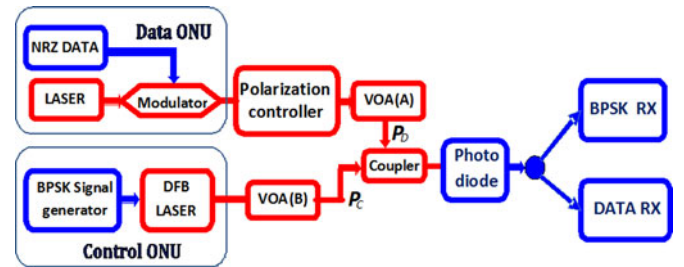 Data ONU
NRZ DATA
LASER
Modulator
Polarization
controller
VOA(A)
P_D
BPSK RX
Coupler
Photo
diode
BPSK Signal
generator
DFB
LASER
VOA(B)
P_C
DATA RX
Control ONU